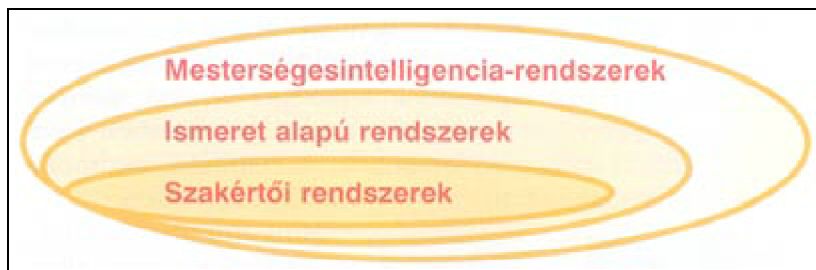 Mesterségesintelligencia-rendszerek
Ismeret alapú rendszerek
Szakértői rendszerek